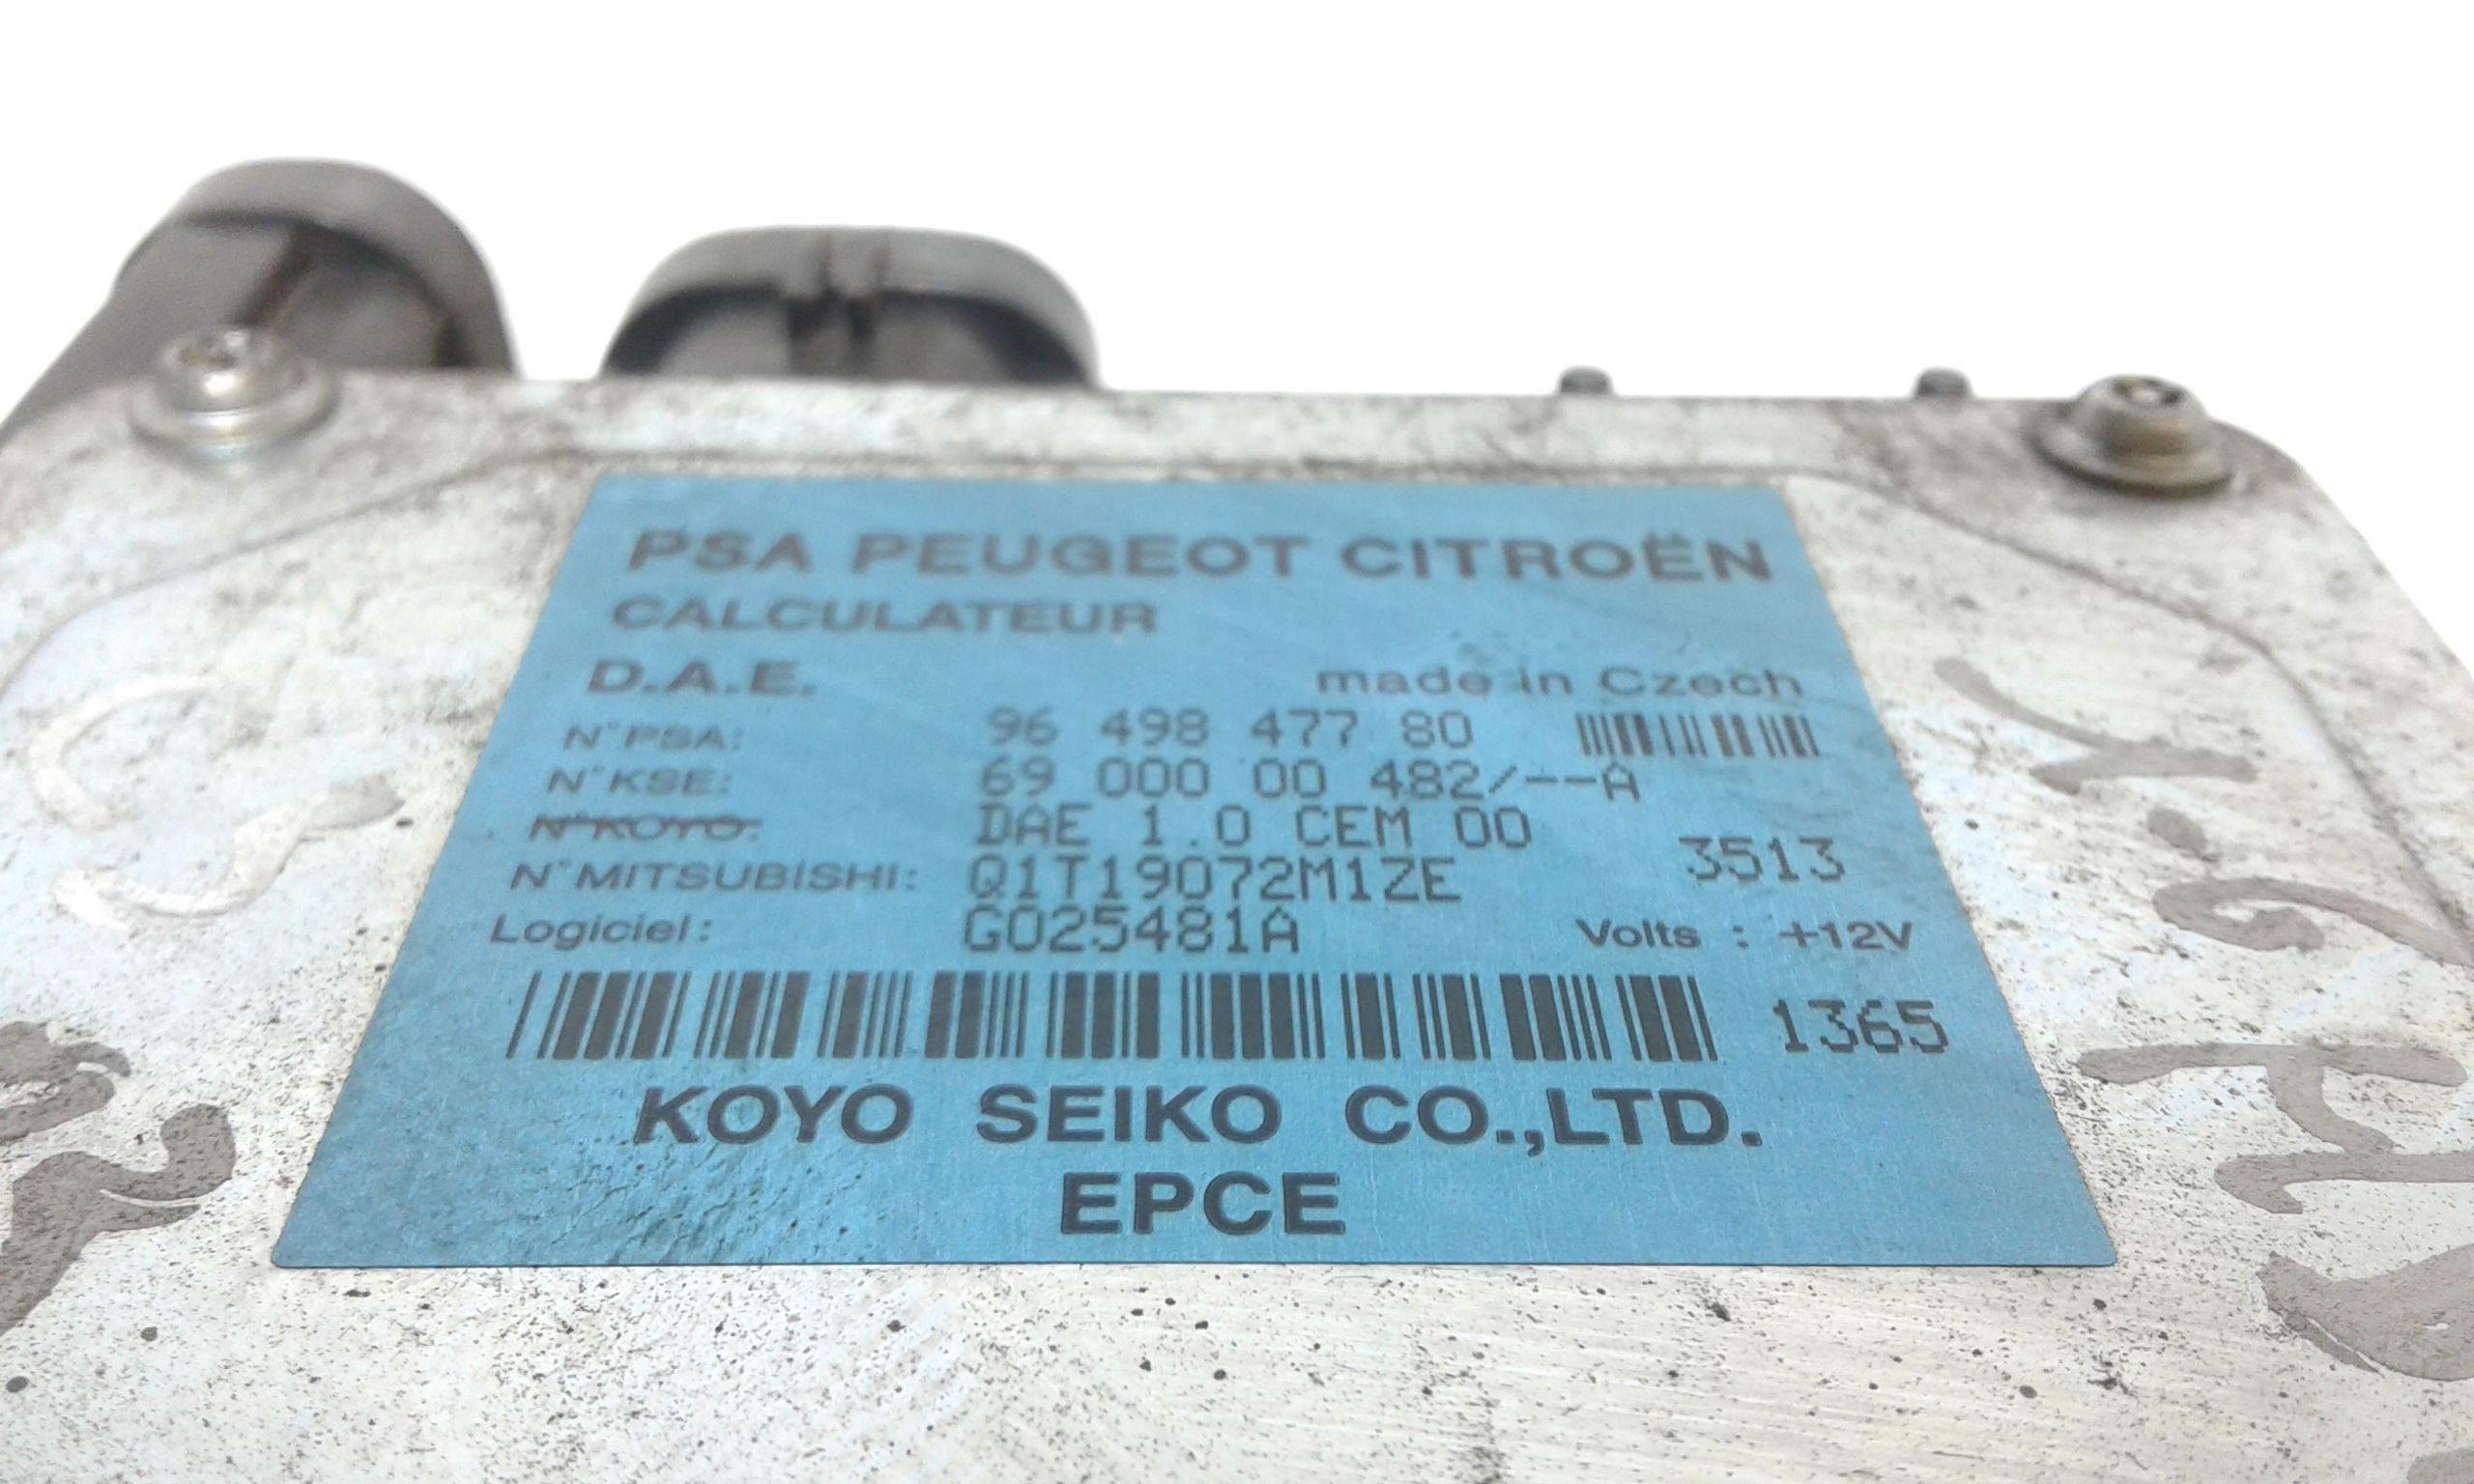 PSA PEUGEOT CITROËN
CALCULATEUR
D.A.E. made in Czech
N°PSA: 96 498 477 80
N°KSE: 69 000 00 482/--A
N°KOYO: DAE 1.0 CEM 00
3513
N°MITSUBISHI: Q1T19072M1ZE
Logiciel: G025481A Volts : +12V
1365
KOYO SEIKO CO.,LTD.
EPCE